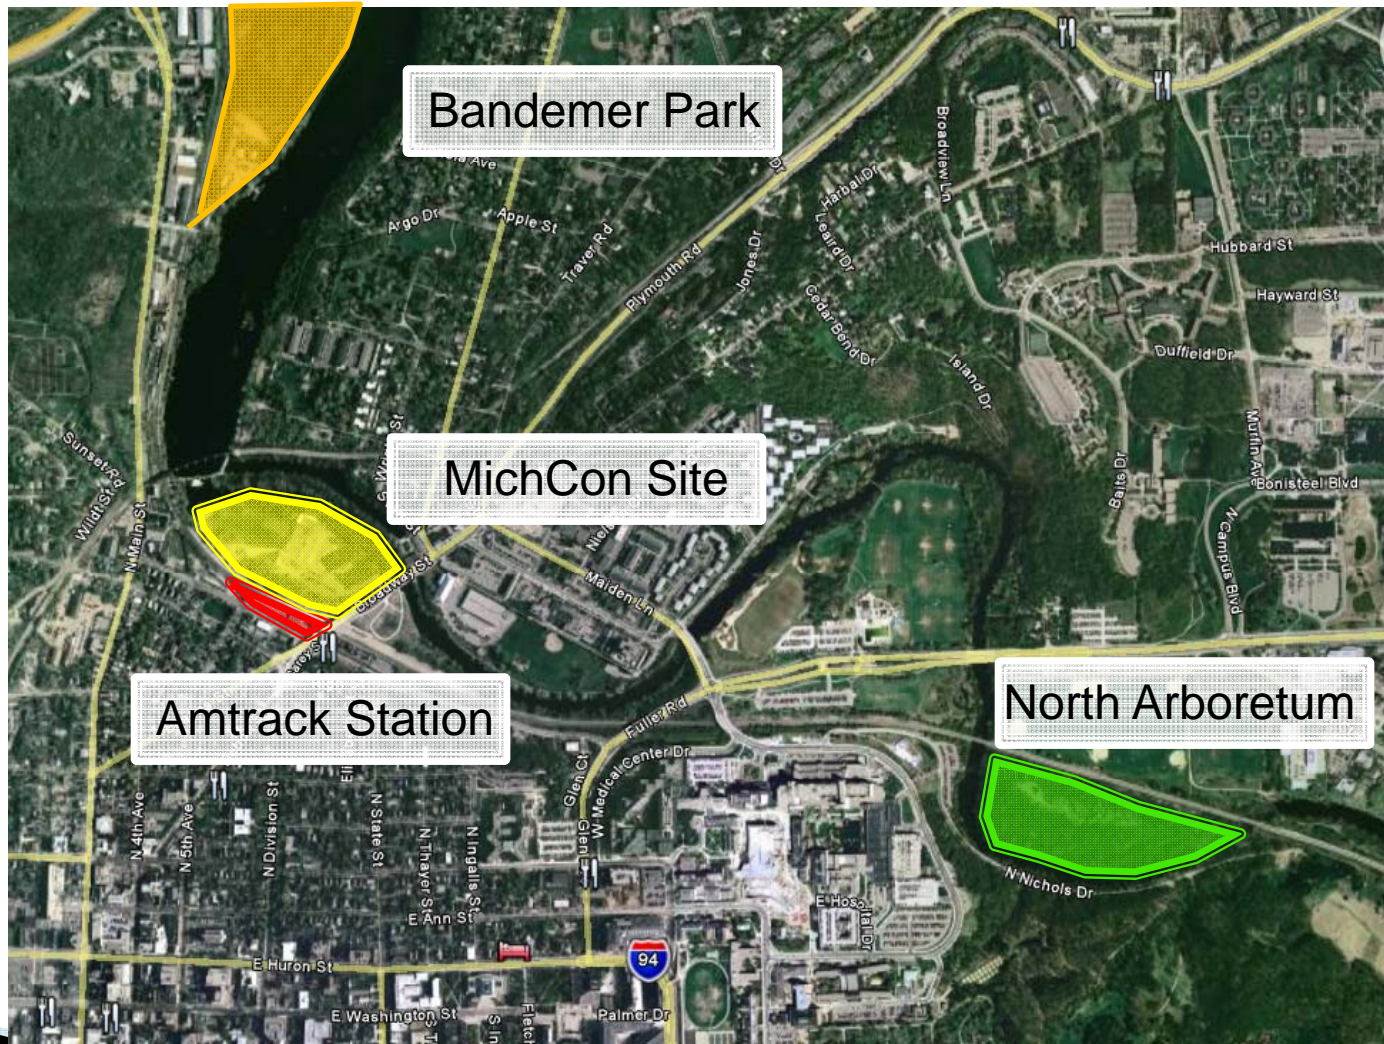 Bandemer Park
Broadview Ln
Harbal Dr
Argo Dr
Apple St
Traver Rd
Leaird Dr
Plymouth Rd
Jones Dr
Hubbard St
Hayward St
Cedar Bend Dr
Island Dr
Duffield Dr
Sunset Rd
Wildt St
N Main St
MichCon Site
Murfin Ave
Baits Dr
Bonisteel Blvd
N Campus Blvd
Broadway St
Maiden Ln
Amtrack Station
North Arboretum
Fuller Rd
W Medical Center Dr
Glen Ct
N 4th Ave
N 5th Ave
N Division St
N State St
N Thayer St
N Ingalls St
N Nichols Dr
E Ann St
E Hospital Dr
E Huron St
94
E Washington St
Palmer Dr